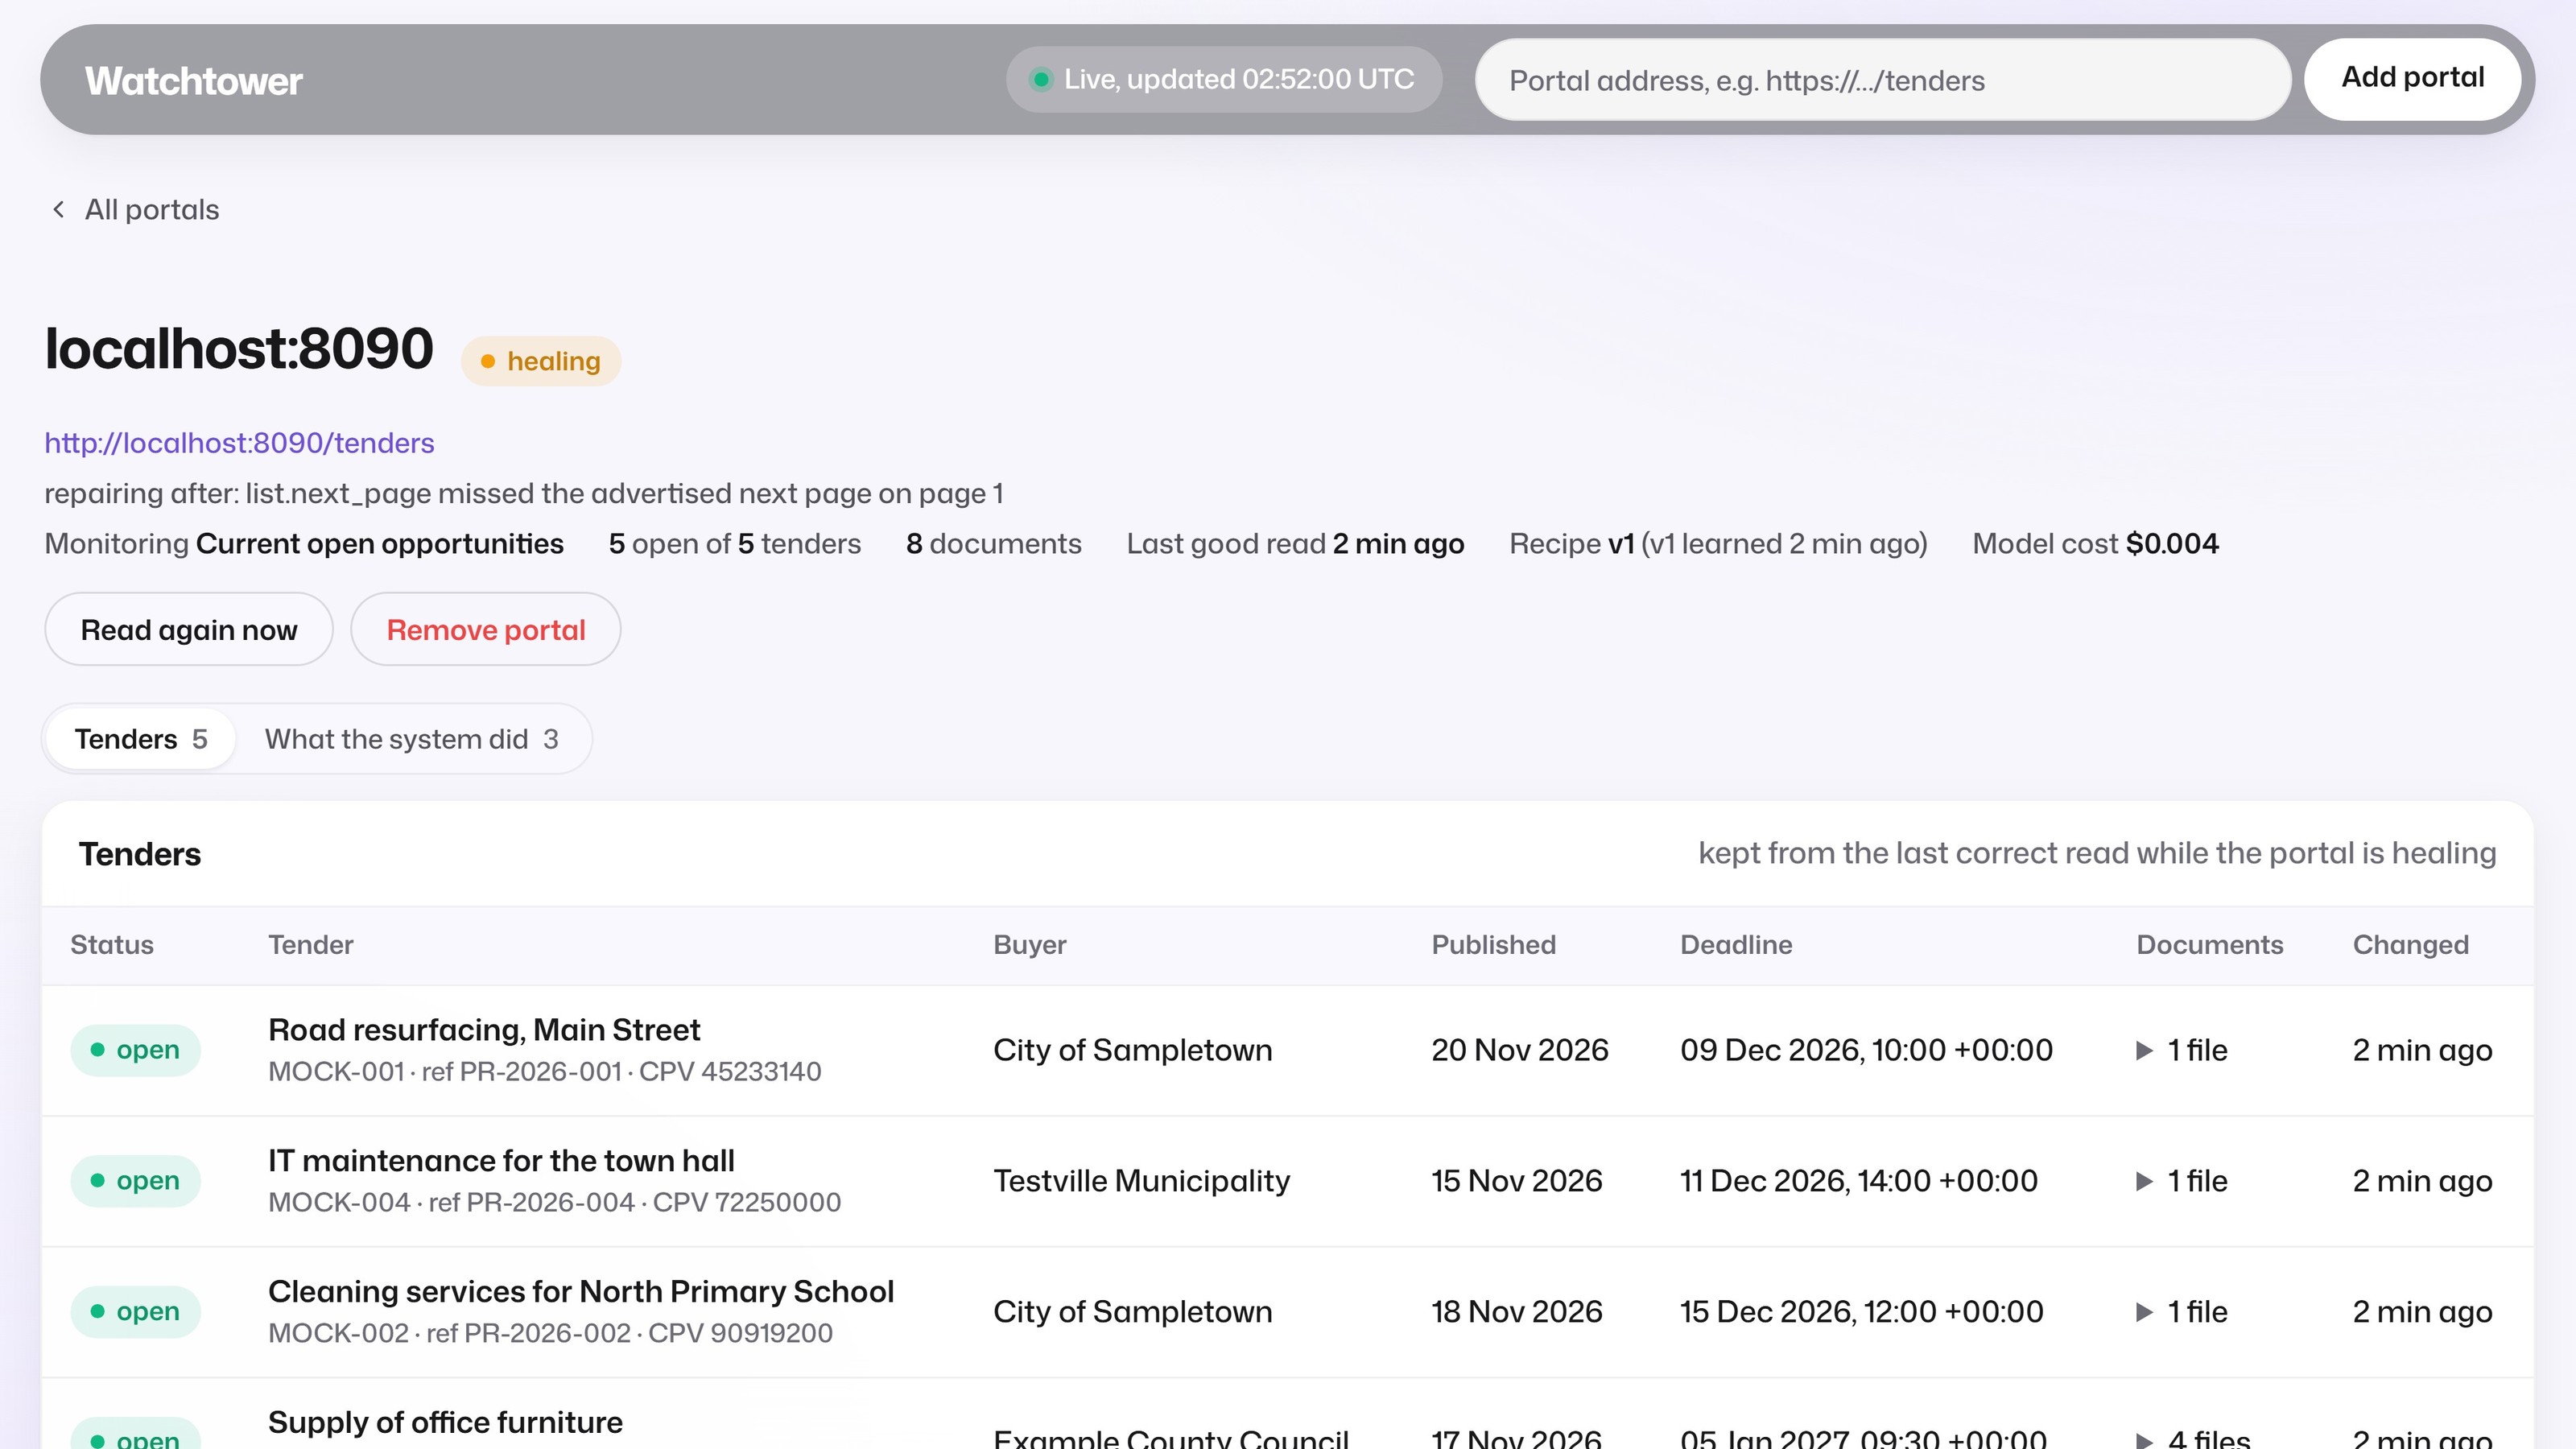 Watchtower
Live, updated 02:52:00 UTC
Portal address, e.g. https://.../tenders
Add portal
All portals
localhost:8090
healing
http://localhost:8090/tenders
repairing after: list.next_page missed the advertised next page on page 1
Monitoring Current open opportunities 5 open of 5 tenders 8 documents Last good read 2 min ago Recipe v1 (v1 learned 2 min ago) Model cost $0.004
Read again now Remove portal
Tenders 5 What the system did 3
Tenders
kept from the last correct read while the portal is healing
Status Tender Buyer Published Deadline Documents Changed
open Road resurfacing, Main Street City of Sampletown 20 Nov 2026 09 Dec 2026, 10:00 +00:00 1 file 2 min ago
MOCK-001 · ref PR-2026-001 · CPV 45233140
open IT maintenance for the town hall Testville Municipality 15 Nov 2026 11 Dec 2026, 14:00 +00:00 1 file 2 min ago
MOCK-004 · ref PR-2026-004 · CPV 72250000
open Cleaning services for North Primary School City of Sampletown 18 Nov 2026 15 Dec 2026, 12:00 +00:00 1 file 2 min ago
MOCK-002 · ref PR-2026-002 · CPV 90919200
Supply of office furniture
open Example County Council 17 Nov 2026 05 Jan 2027, 09:30 +00:00 4 files 2 min ago